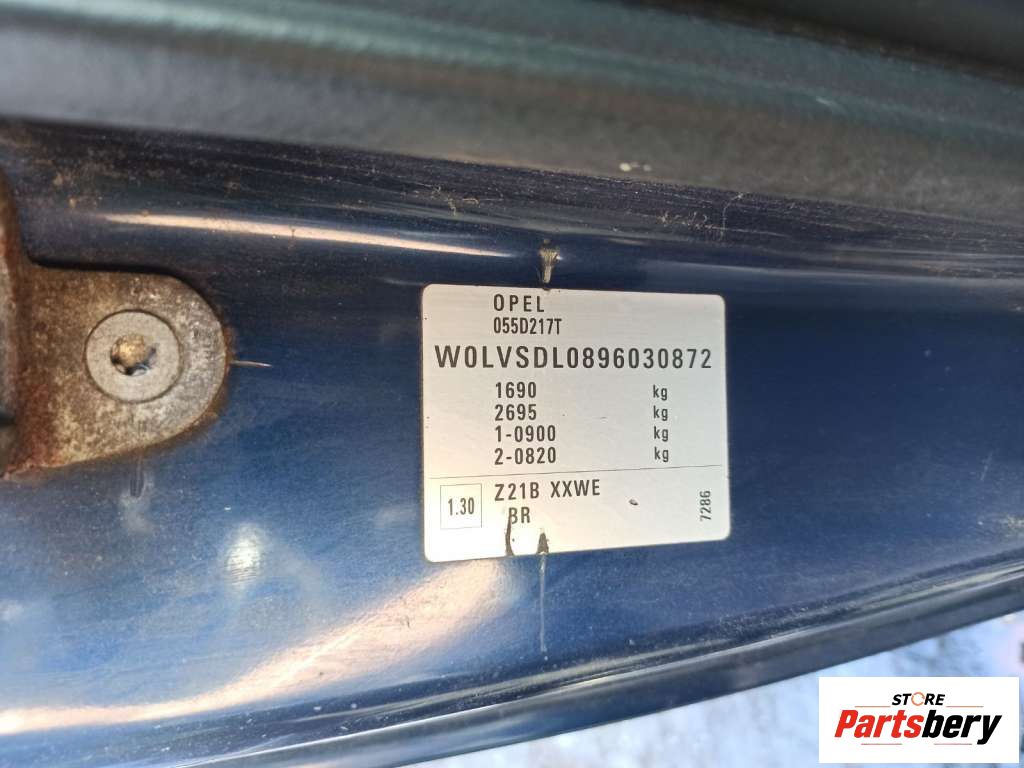 OPEL
055D217T
W0LVSDL0896030872
1690 kg
2695 kg
1-0900 kg
2-0820 kg
1.30 Z21B XXWE
BR
7286
STORE
Partsbery